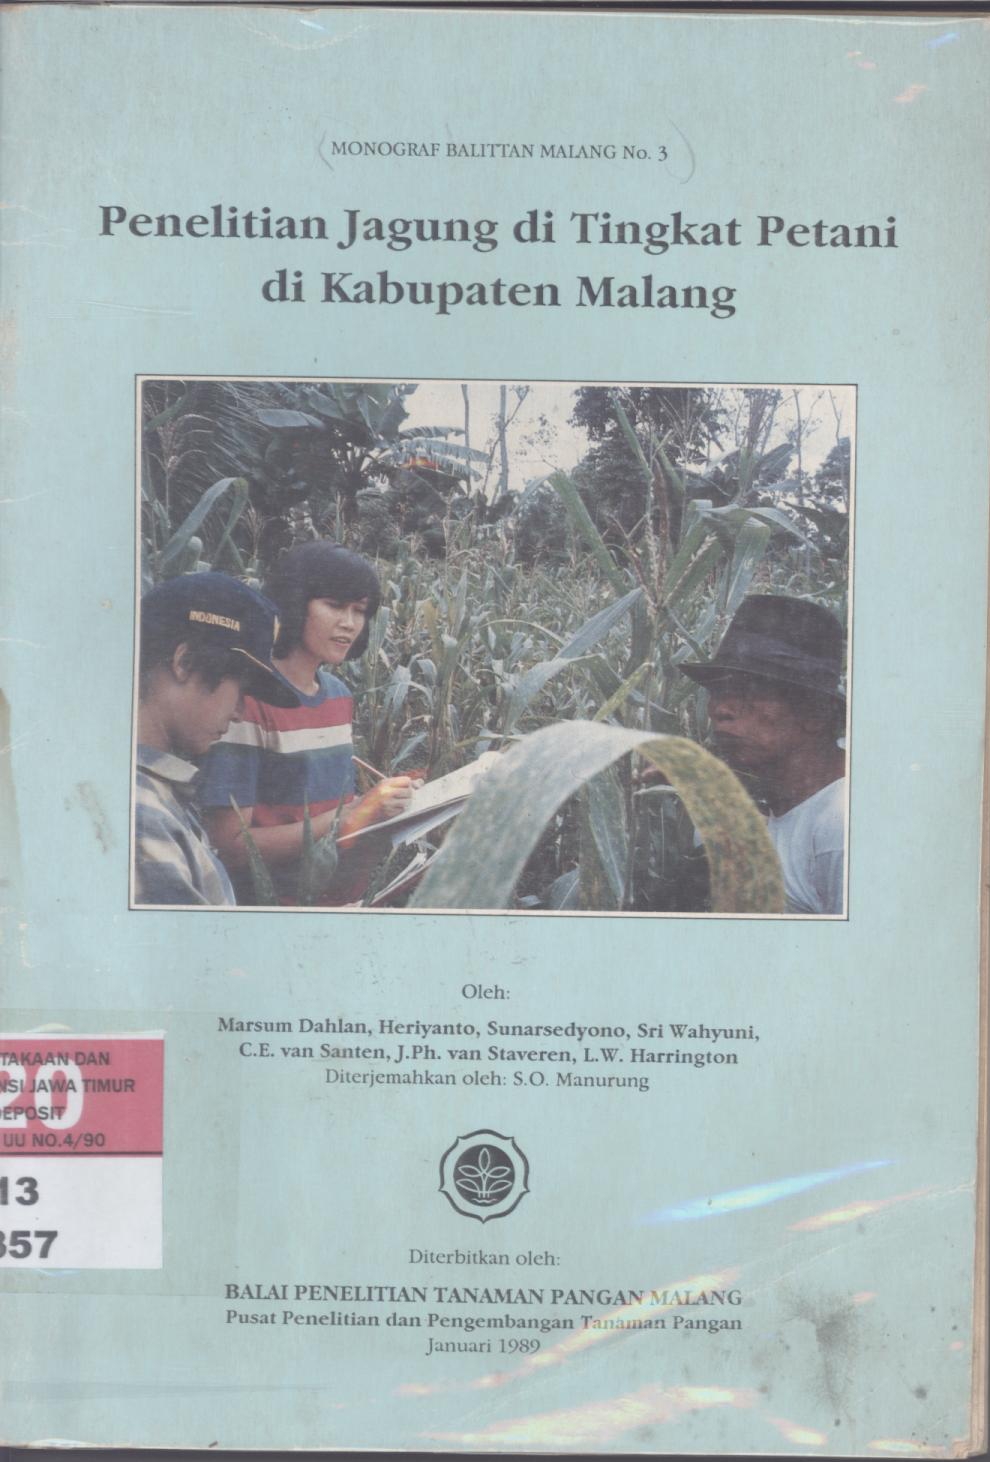 MONOGRAF BALITTAN MALANG No. 3
Penelitian Jagung di Tingkat Petani
di Kabupaten Malang
INDONESIA
Oleh:
Marsum Dahlan, Heriyanto, Sunarsedyono, Sri Wahyuni,
C.E. van Santen, J.Ph. van Staveren, L.W. Harrington
Diterjemahkan oleh: S.O. Manurung
TAKAAN DAN
NSI JAWA TIMUR
EPOSIT
UU NO.4/90
20
13
357
Diterbitkan oleh:
BALAI PENELITIAN TANAMAN PANGAN MALANG
Pusat Penelitian dan Pengembangan Tanaman Pangan
Januari 1989